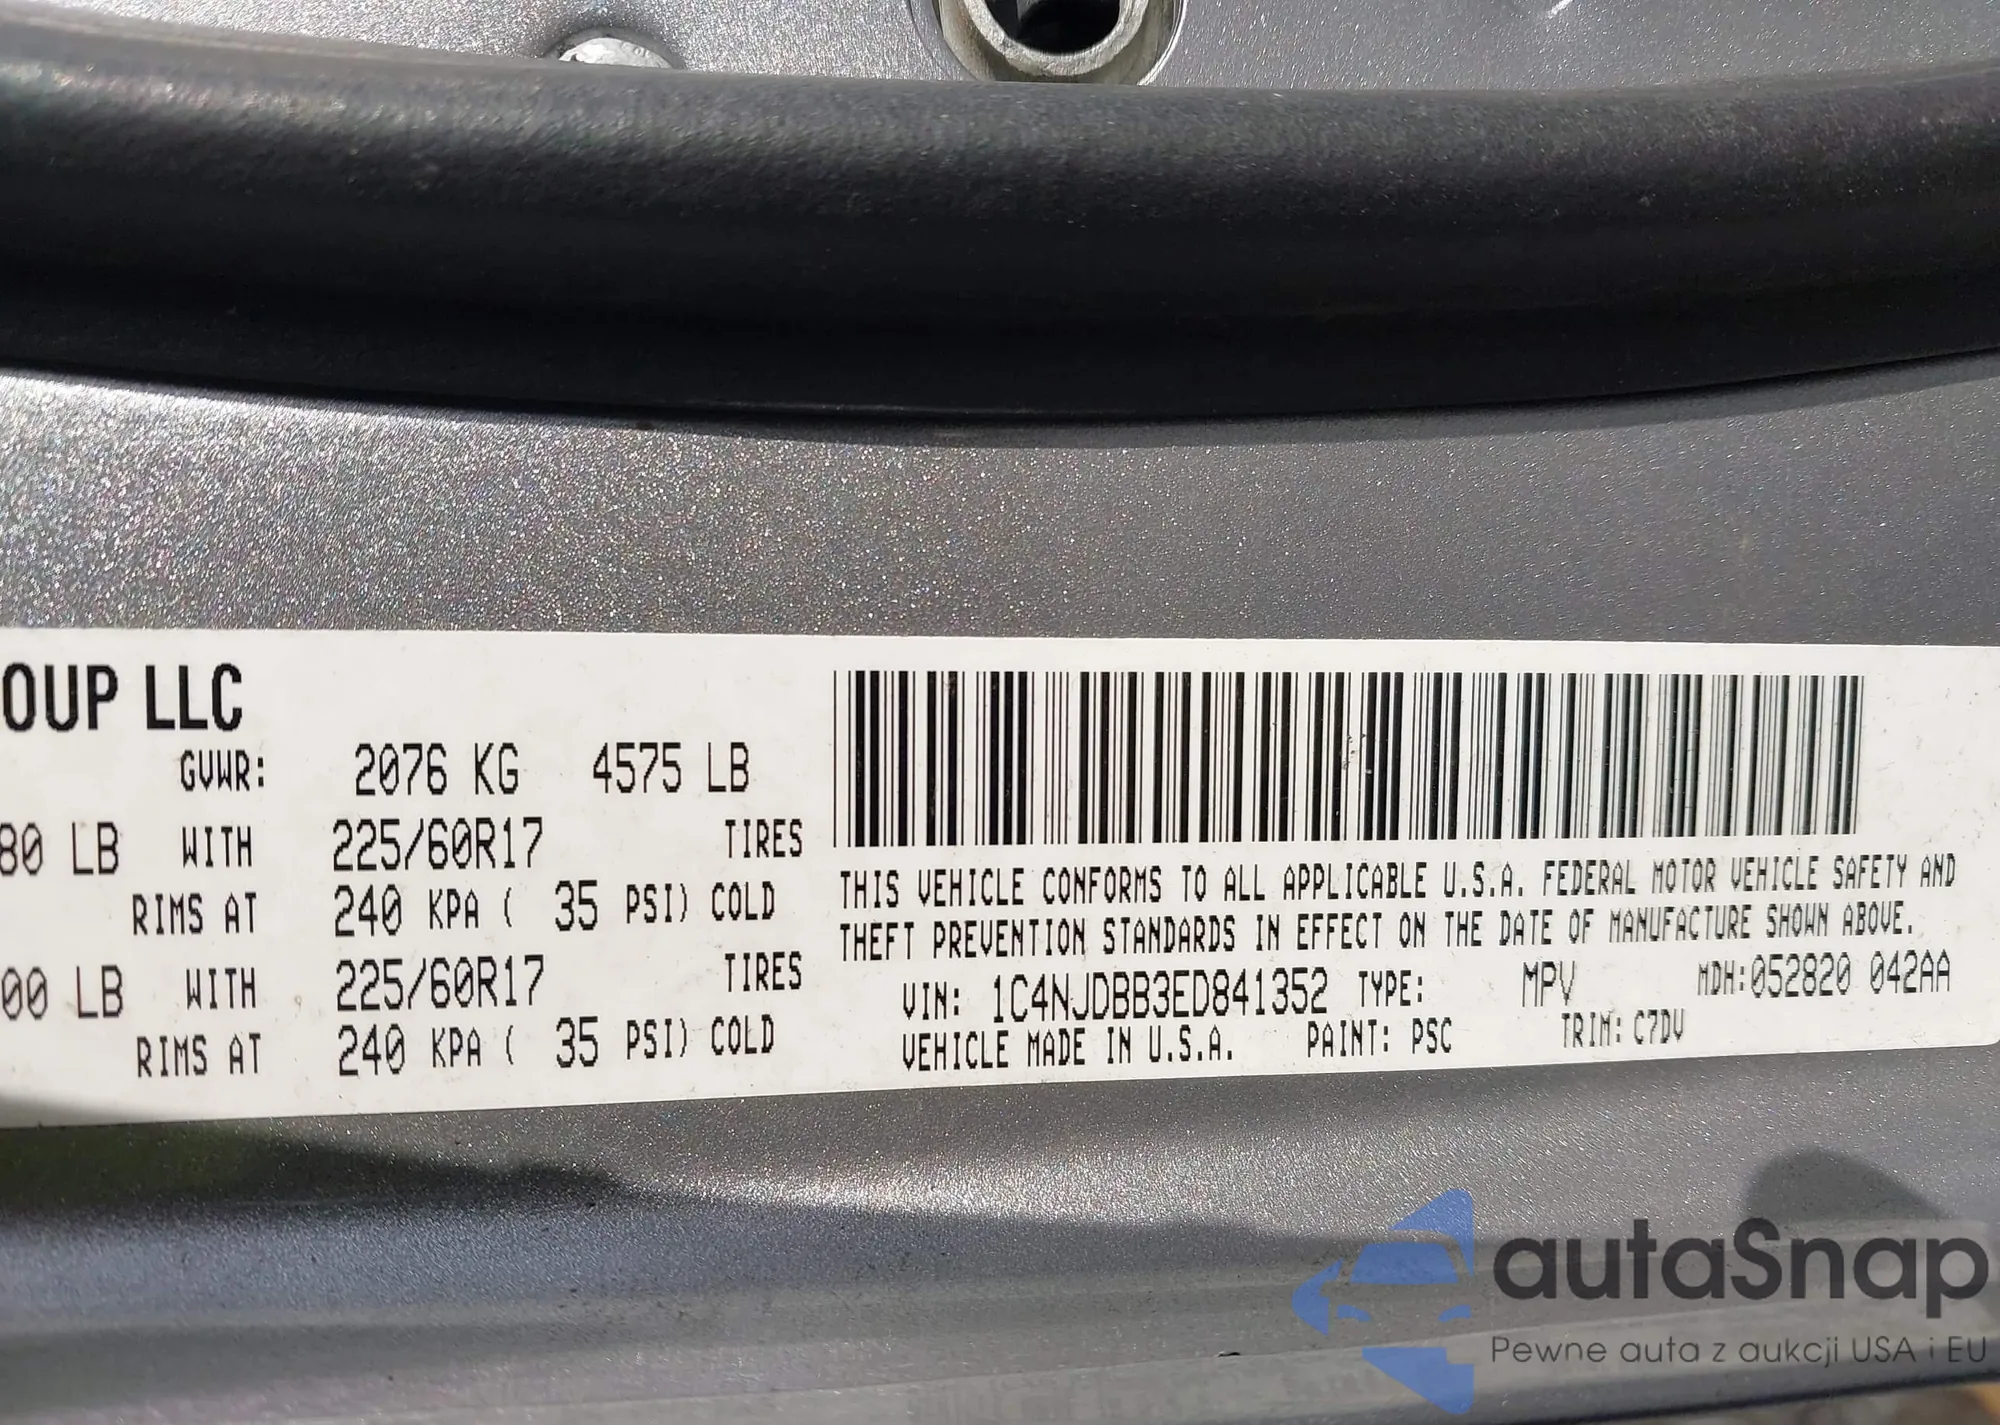 OUP LLC
GVWR: 2076 KG 4575 LB
80 LB WITH 225/60R17 TIRES
RIMS AT 240 KPA ( 35 PSI) COLD
00 LB WITH 225/60R17 TIRES
RIMS AT 240 KPA ( 35 PSI) COLD
THIS VEHICLE CONFORMS TO ALL APPLICABLE U.S.A. FEDERAL MOTOR VEHICLE SAFETY AND
THEFT PREVENTION STANDARDS IN EFFECT ON THE DATE OF MANUFACTURE SHOWN ABOVE.
VIN: 1C4NJDBB3ED841352 TYPE: MPV MDH:052820 042AA
VEHICLE MADE IN U.S.A. PAINT: PSC TRIM: C7DV
autaSnap
Pewne auta z aukcji USA i EU